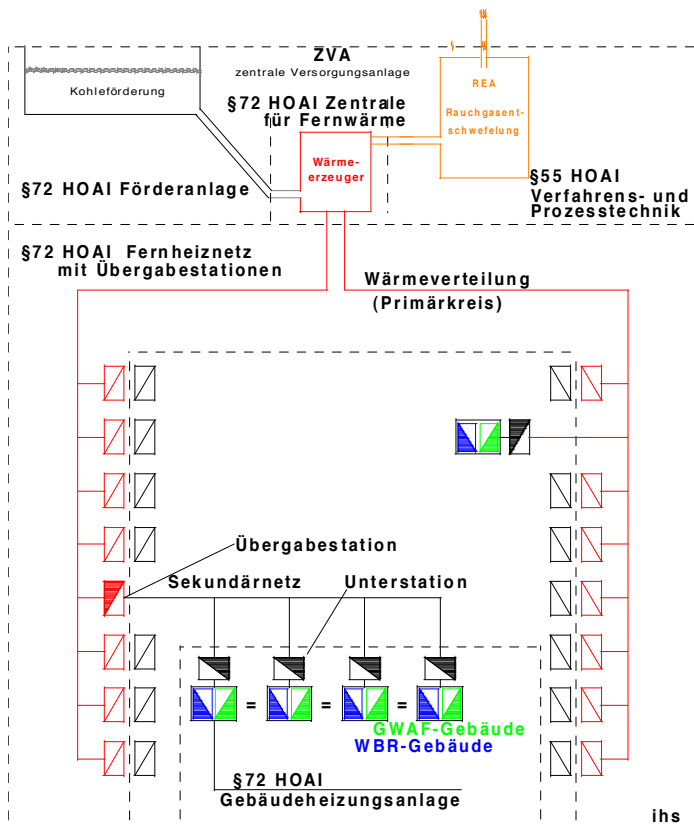 ZVA
zentrale Versorgungsanlage
Kohleförderung
REA
Rauchgasent-
schwefelung
§72 HOAI Zentrale
für Fernwärme
Wärme-
erzeuger
§72 HOAI Förderanlage
§55 HOAI
Verfahrens- und
Prozesstechnik
§72 HOAI Fernheiznetz
mit Übergabestationen
Wärmeverteilung
(Primärkreis)
Übergabestation
Sekundärnetz
Unterstation
= = =
GWAF-Gebäude
WBR-Gebäude
§72 HOAI
Gebäudeheizungsanlage
ihs